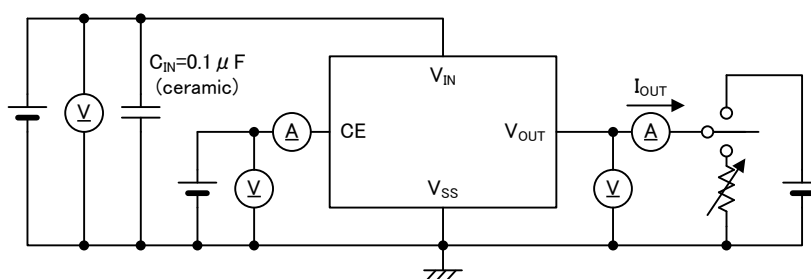 C_IN=0.1 μF
(ceramic)
V
A
CE
V
V_IN
V_OUT
V_SS
I_OUT
A
V